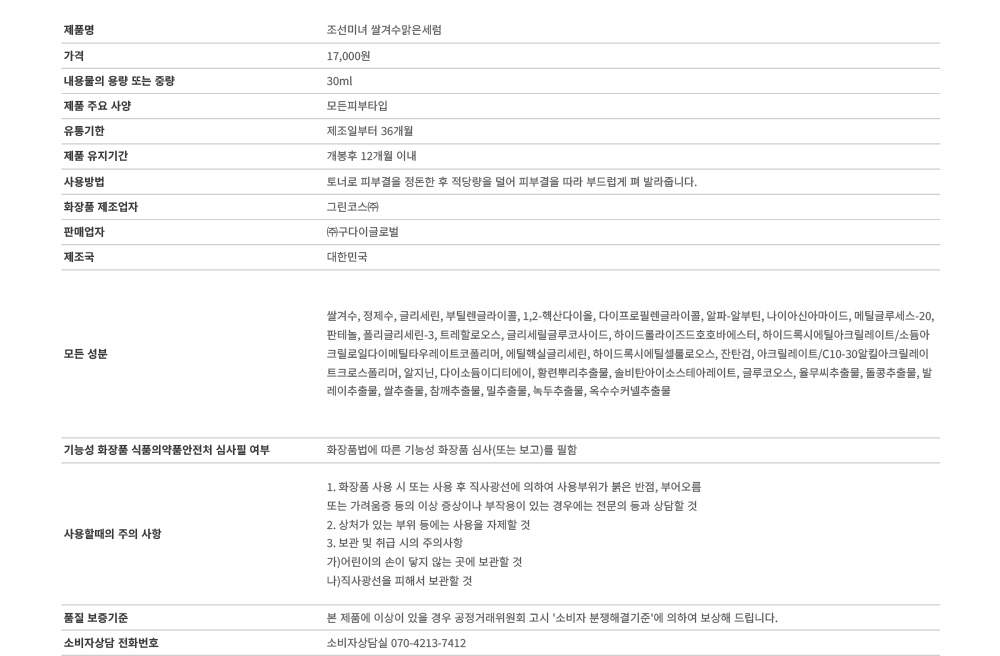 제품명 조선미녀 쌀겨수맑은세럼
가격 17,000원
내용물의 용량 또는 중량 30ml
제품 주요 사양 모든피부타입
유통기한 제조일부터 36개월
제품 유지기간 개봉후 12개월 이내
사용방법 토너로 피부결을 정돈한 후 적당량을 덜어 피부결을 따라 부드럽게 펴 발라줍니다.
화장품 제조업자 그린코스㈜
판매업자 ㈜구다이글로벌
제조국 대한민국
모든 성분
쌀겨수, 정제수, 글리세린, 부틸렌글라이콜, 1,2-핵산다이올, 다이프로필렌글라이콜, 알파-알부틴, 나이아신아마이드, 메틸글루세스-20,
판테놀, 폴리글리세린-3, 트레할로오스, 글리세릴글루코사이드, 하이드롤라이즈드호호바에스터, 하이드록시에틸아크릴레이트/소듐아
크릴로일다이메틸타우레이트코폴리머, 에틸헥실글리세린, 하이드록시에틸셀룰로오스, 잔탄검, 아크릴레이트/C10-30알킬아크릴레이
트크로스폴리머, 알지닌, 다이소듐이디티에이, 황련뿌리추출물, 솔비탄아이소스테아레이트, 글루코오스, 율무씨추출물, 돌콩추출물, 발
레이추출물, 쌀추출물, 참깨추출물, 밀추출물, 녹두추출물, 옥수수커넬추출물
기능성 화장품 식품의약품안전처 심사필 여부 화장품법에 따른 기능성 화장품 심사(또는 보고)를 필함
사용할때의 주의 사항
1. 화장품 사용 시 또는 사용 후 직사광선에 의하여 사용부위가 붉은 반점, 부어오름
또는 가려움증 등의 이상 증상이나 부작용이 있는 경우에는 전문의 등과 상담할 것
2. 상처가 있는 부위 등에는 사용을 자제할 것
3. 보관 및 취급 시의 주의사항
가)어린이의 손이 닿지 않는 곳에 보관할 것
나)직사광선을 피해서 보관할 것
품질 보증기준 본 제품에 이상이 있을 경우 공정거래위원회 고시 '소비자 분쟁해결기준'에 의하여 보상해 드립니다.
소비자상담 전화번호 소비자상담실 070-4213-7412